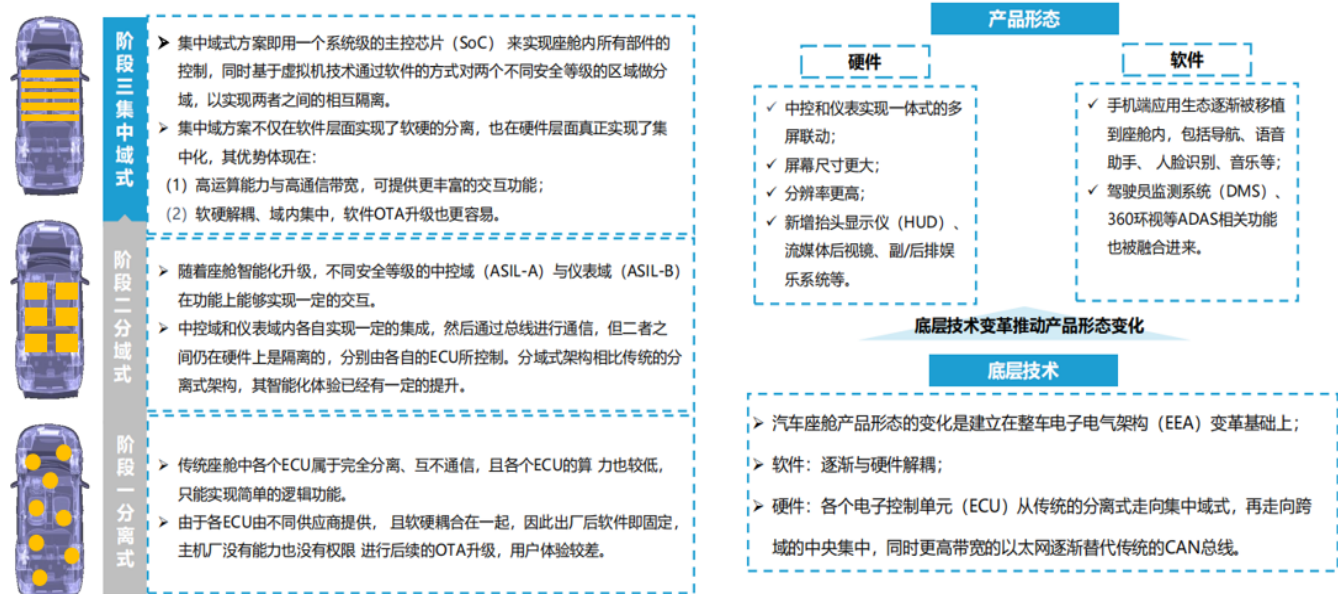 阶段三集中域式
➢ 集中域式方案即用一个系统级的主控芯片（SoC） 来实现座舱内所有部件的
控制，同时基于虚拟机技术通过软件的方式对两个不同安全等级的区域做分
域，以实现两者之间的相互隔离。
➢ 集中域方案不仅在软件层面实现了软硬的分离，也在硬件层面真正实现了集
中化，其优势体现在：
（1）高运算能力与高通信带宽，可提供更丰富的交互功能；
（2）软硬解耦、域内集中，软件OTA升级也更容易。
阶段二分域式
➢ 随着座舱智能化升级，不同安全等级的中控域（ASIL-A）与仪表域（ASIL-B）
在功能上能够实现一定的交互。
➢ 中控域和仪表域内各自实现一定的集成，然后通过总线进行通信，但二者之
间仍在硬件上是隔离的，分别由各自的ECU所控制。分域式架构相比传统的分
离式架构，其智能化体验已经有一定的提升。
阶段一分离式
➢ 传统座舱中各个ECU属于完全分离、互不通信，且各个ECU的算 力也较低，
只能实现简单的逻辑功能。
➢ 由于各ECU由不同供应商提供， 且软硬耦合在一起，因此出厂后软件即固定，
主机厂没有能力也没有权限 进行后续的OTA升级，用户体验较差。
产品形态
硬件
✓ 中控和仪表实现一体式的多
屏联动；
✓ 屏幕尺寸更大；
✓ 分辨率更高；
✓ 新增抬头显示仪（HUD）、
流媒体后视镜、副/后排娱
乐系统等。
软件
✓ 手机端应用生态逐渐被移植
到座舱内，包括导航、语音
助手、 人脸识别、音乐等；
✓ 驾驶员监测系统（DMS）、
360环视等ADAS相关功能
也被融合进来。
底层技术变革推动产品形态变化
底层技术
➢ 汽车座舱产品形态的变化是建立在整车电子电气架构（EEA）变革基础上；
➢ 软件：逐渐与硬件解耦；
➢ 硬件：各个电子控制单元（ECU）从传统的分离式走向集中域式，再走向跨
域的中央集中，同时更高带宽的以太网逐渐替代传统的CAN总线。